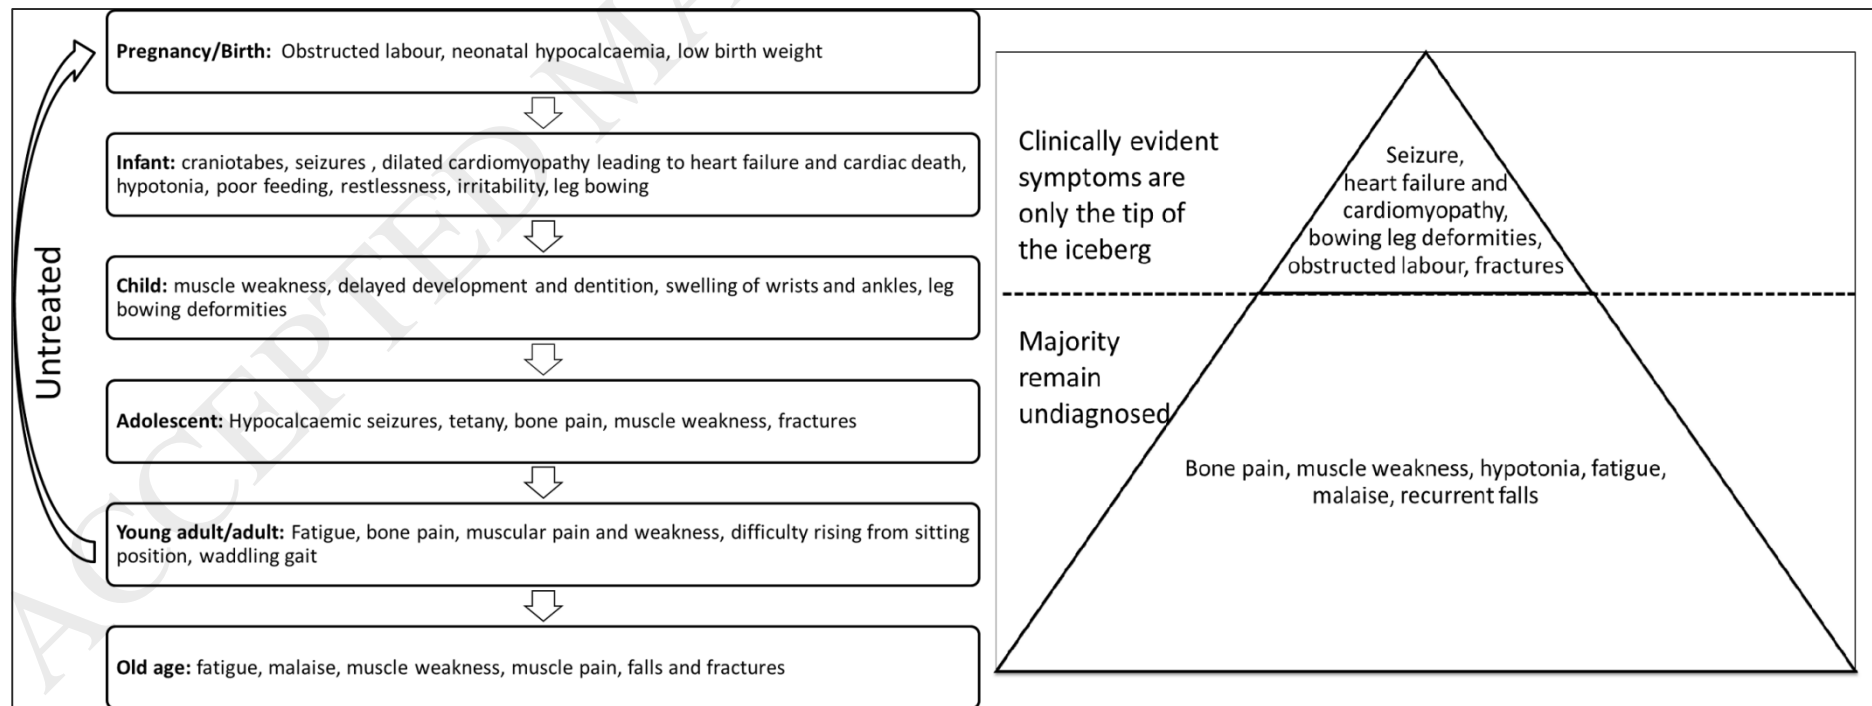 Pregnancy/Birth: Obstructed labour, neonatal hypocalcaemia, low birth weight
Infant: craniotabes, seizures , dilated cardiomyopathy leading to heart failure and cardiac death,
hypotonia, poor feeding, restlessness, irritability, leg bowing
Child: muscle weakness, delayed development and dentition, swelling of wrists and ankles, leg
bowing deformities
Adolescent: Hypocalcaemic seizures, tetany, bone pain, muscle weakness, fractures
Young adult/adult: Fatigue, bone pain, muscular pain and weakness, difficulty rising from sitting
position, waddling gait
Old age: fatigue, malaise, muscle weakness, muscle pain, falls and fractures
Untreated
Clinically evident
symptoms are
only the tip of
the iceberg
Seizure,
heart failure and
cardiomyopathy,
bowing leg deformities,
obstructed labour, fractures
Majority
remain
undiagnosed
Bone pain, muscle weakness, hypotonia, fatigue,
malaise, recurrent falls
ACCEPTED